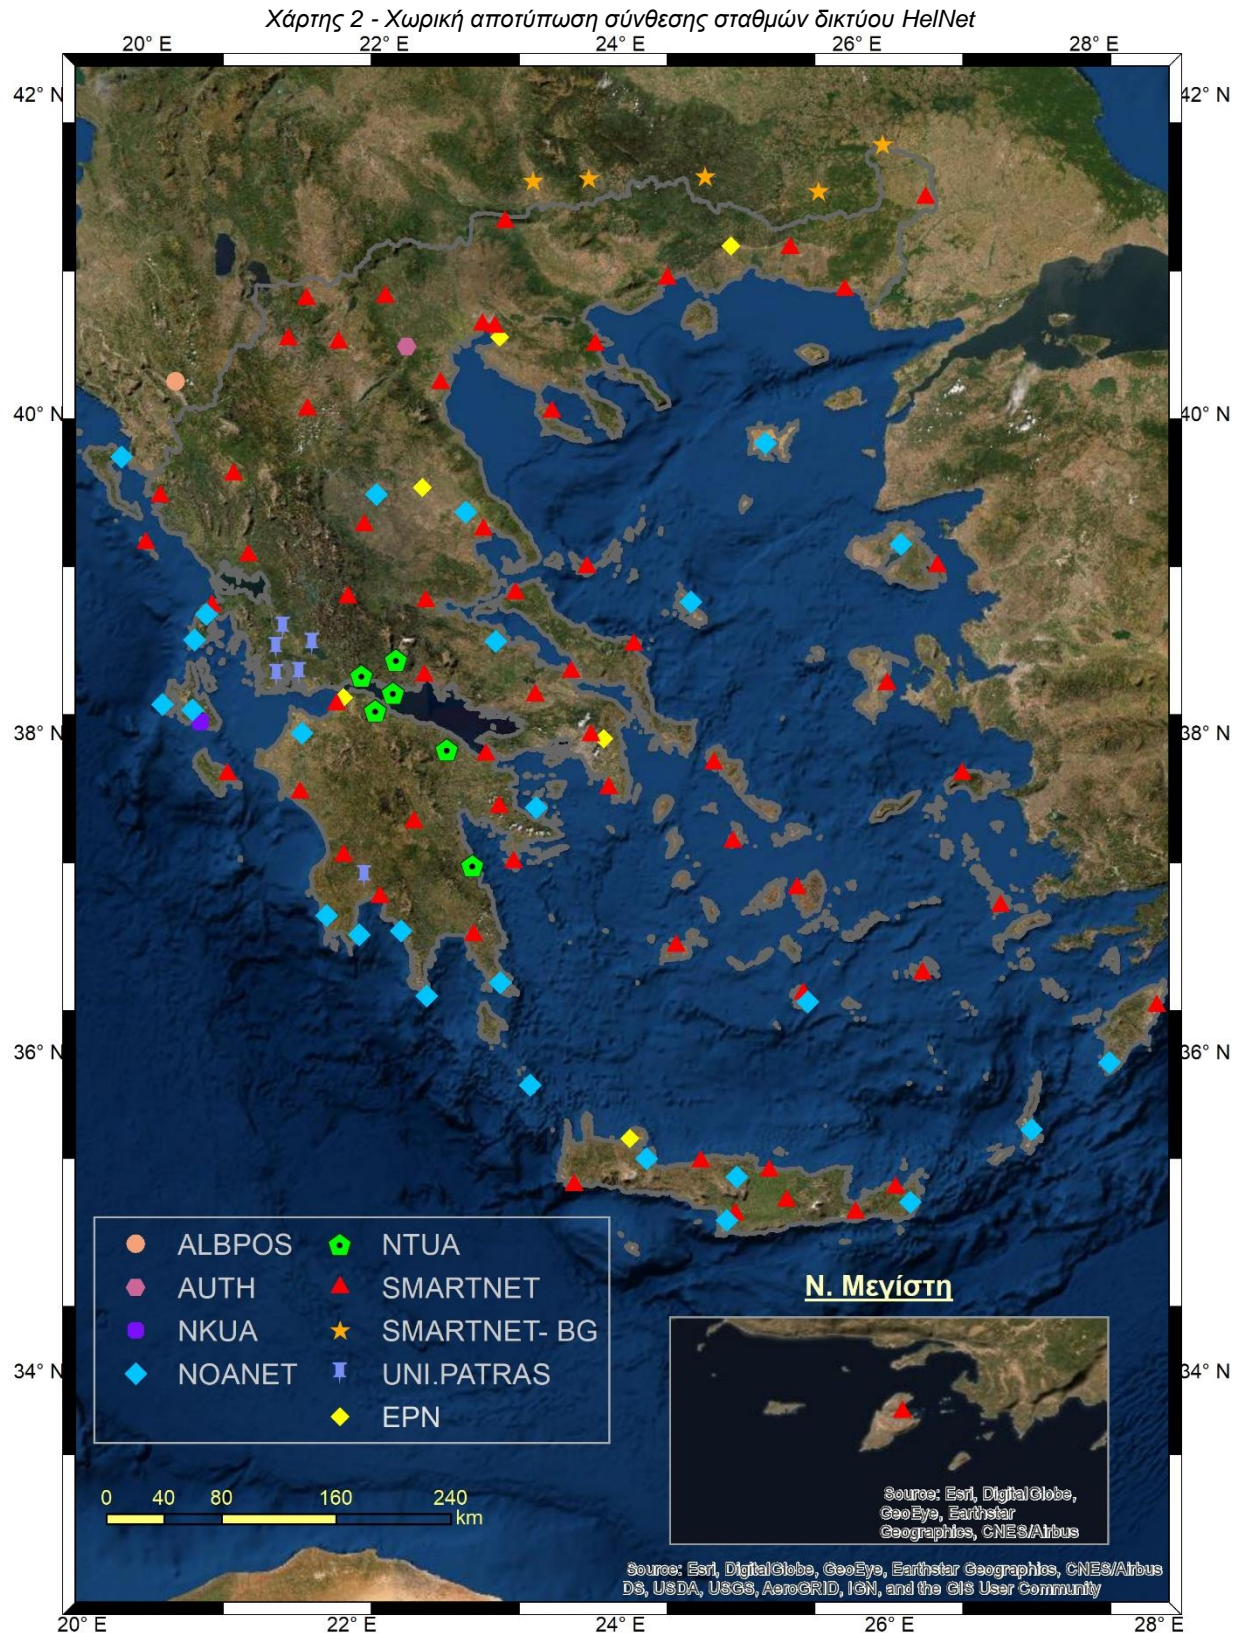 Χάρτης 2 - Χωρική αποτύπωση σύνθεσης σταθμών δικτύου HelNet
20° E 22° E 24° E 26° E 28° E
42° N 42° N
40° N 40° N
38° N 38° N
36° N 36° N
ALBPOS NTUA
AUTH SMARTNET
NKUA SMARTNET- BG
NOANET UNI.PATRAS
EPN
Ν. Μεγίστη
34° N 34° N
0 40 80 160 240
km
Source: Esri, DigitalGlobe,
GeoEye, Earthstar
Geographics, CNES/Airbus
Source: Esri, DigitalGlobe, GeoEye, Earthstar Geographics, CNES/Airbus
DS, USDA, USGS, AeroGRID, IGN, and the GIS User Community
20° E 22° E 24° E 26° E 28° E